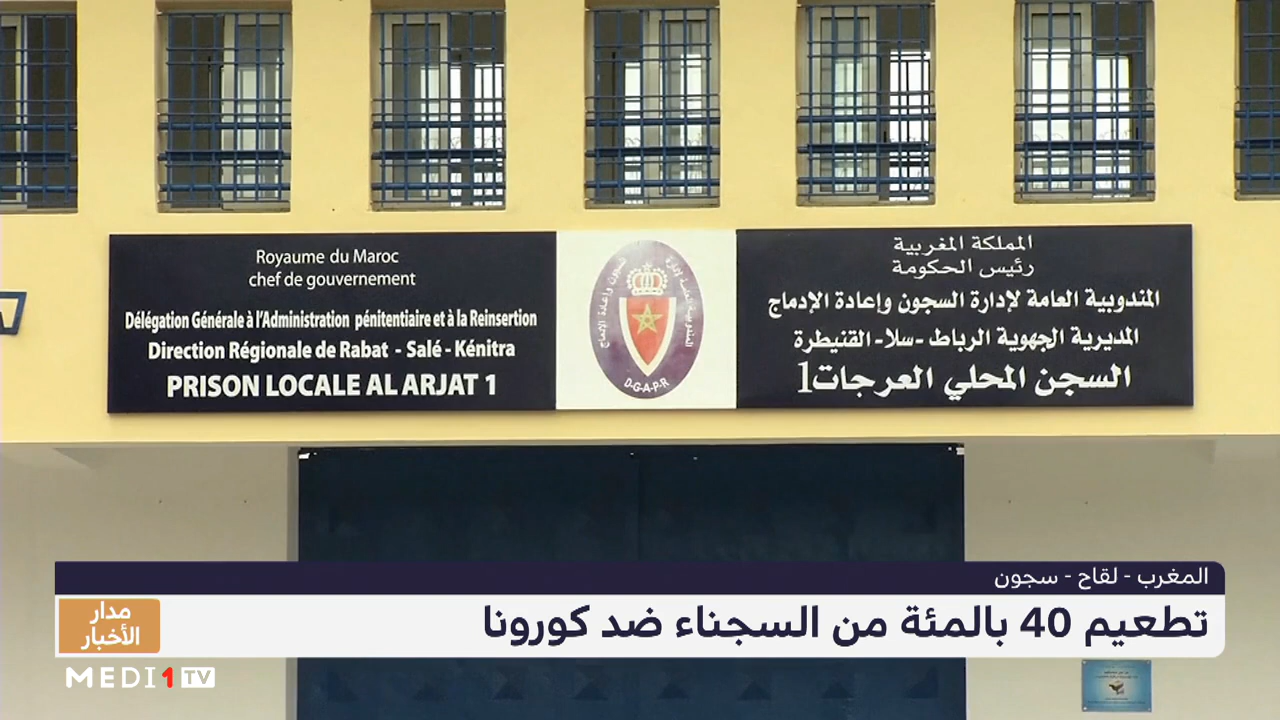 Royaume du Maroc
chef de gouvernement
Délégation Générale à l'Administration pénitentiaire et à la Reinsertion
Direction Régionale de Rabat - Salé - Kénitra
PRISON LOCALE AL ARJAT 1
D-G-A-P-R
المملكة المغربية
رئيس الحكومة
المندوبية العامة لإدارة السجون وإعادة الإدماج
المديرية الجهوية الرباط -سلا- القنيطرة
السجن المحلي العرجات1
المغرب - لقاح - سجون
تطعيم 40 بالمئة من السجناء ضد كورونا
مدار
الأخبار
MEDI1 TV